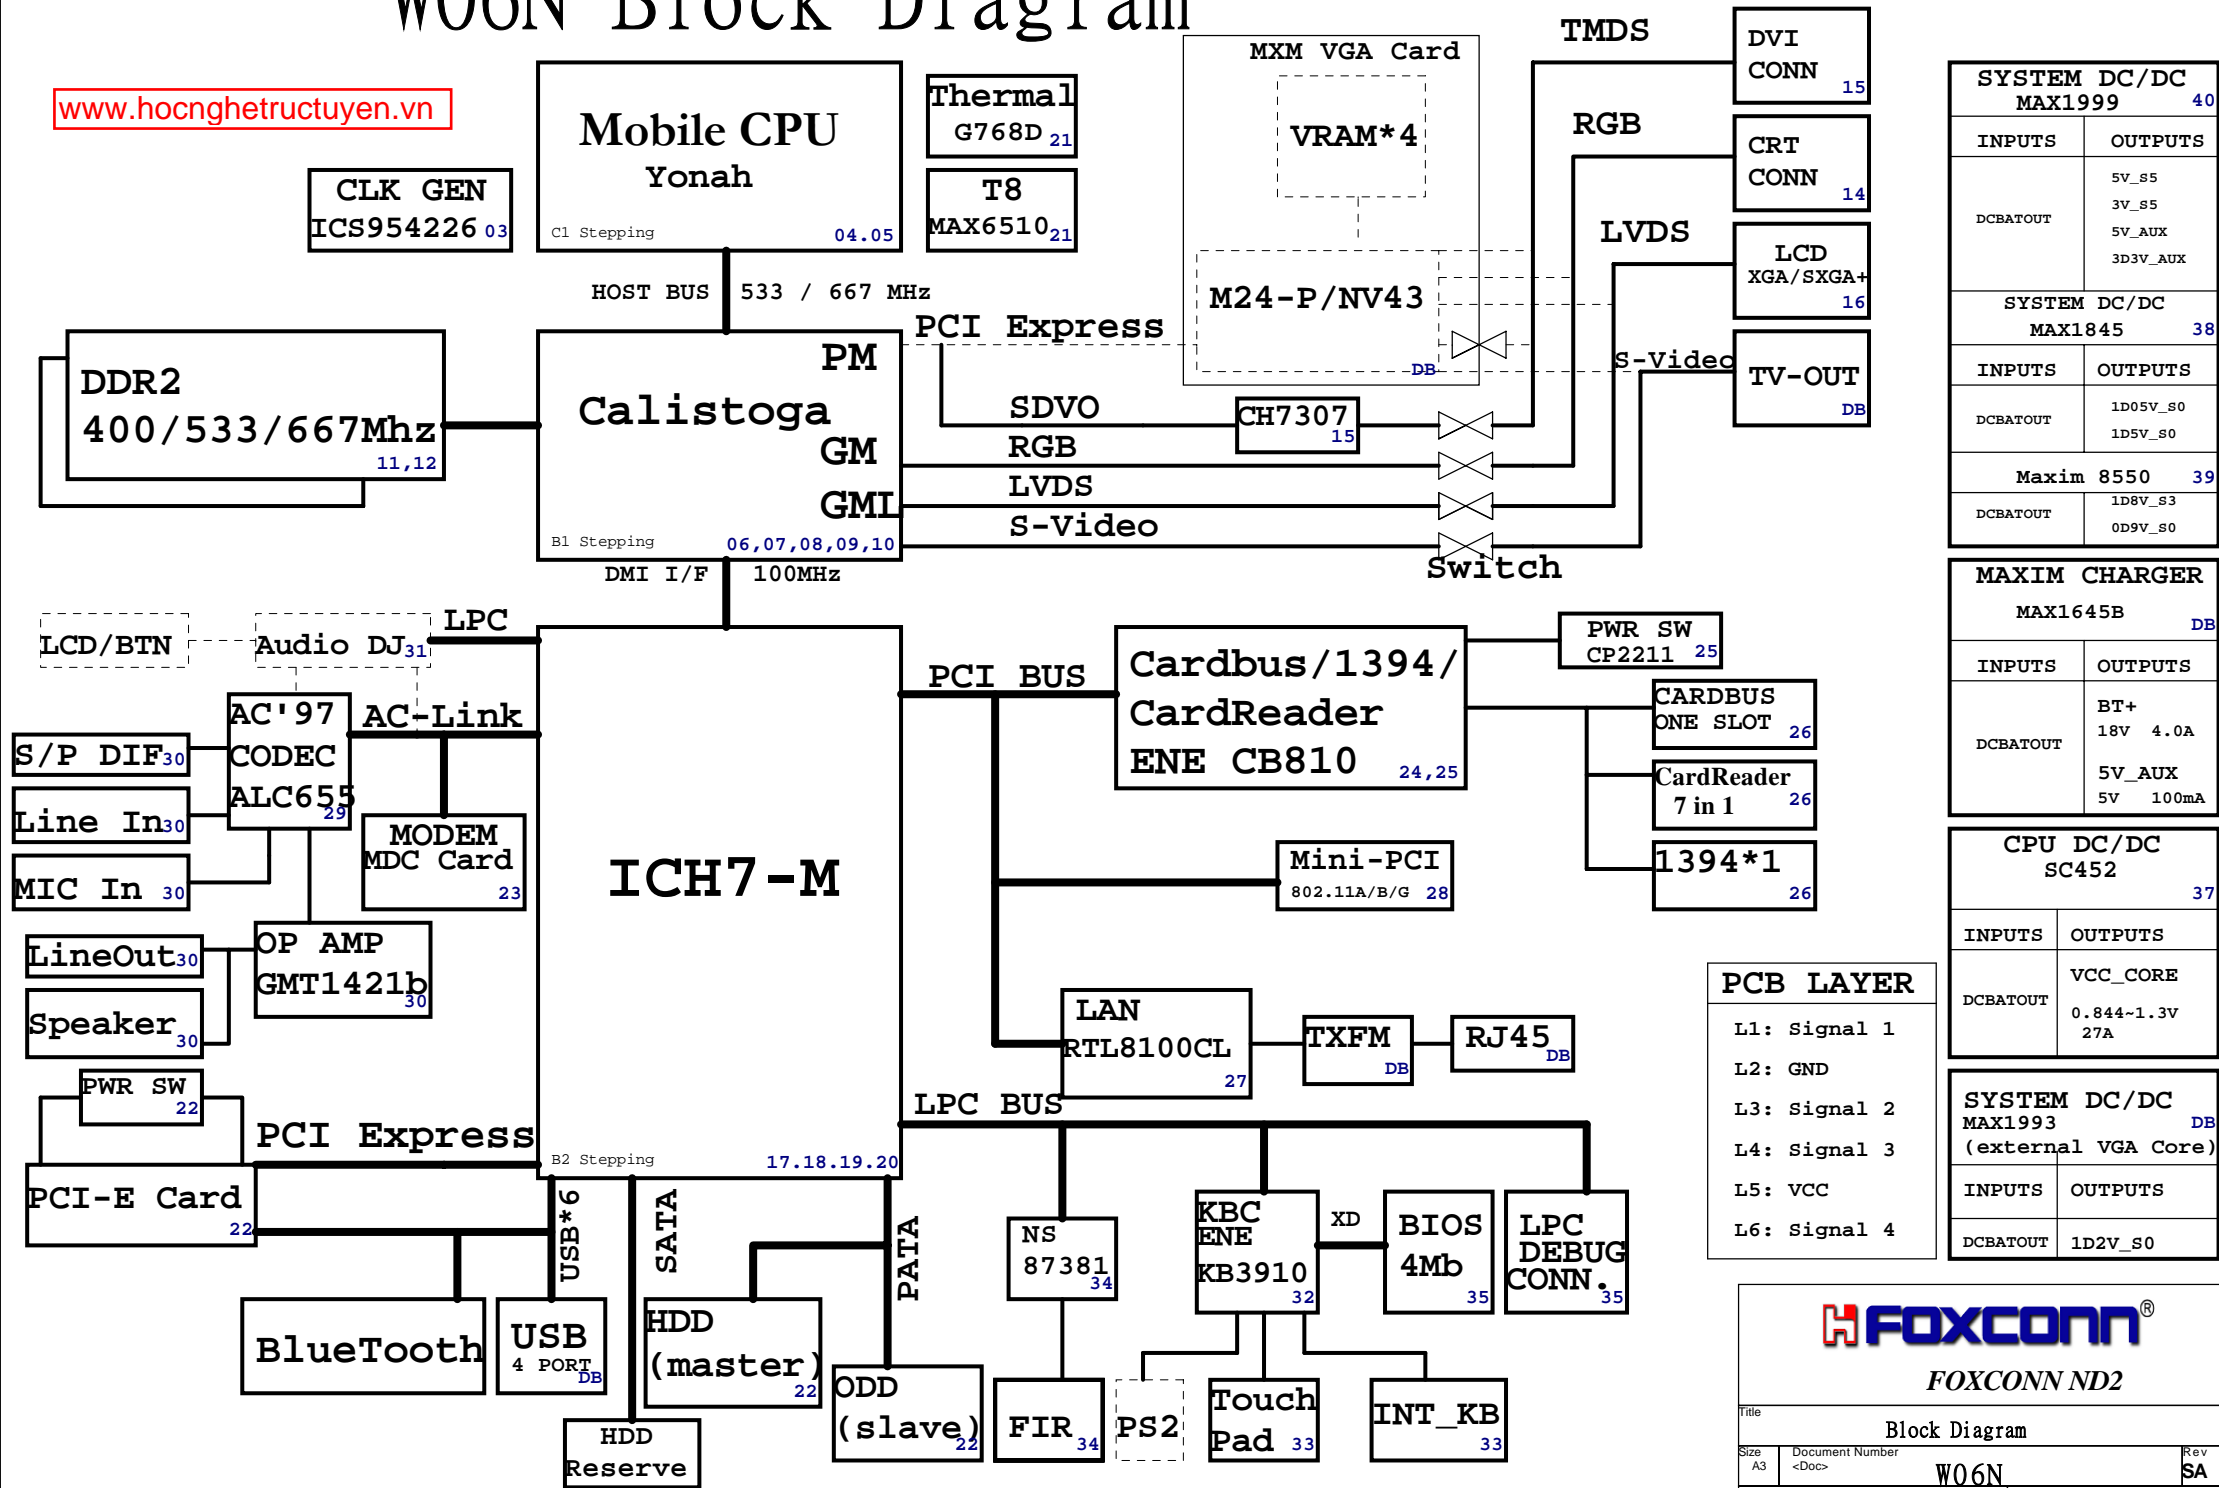 W06N Block Diagram
www.hocnghetructuyen.vn
CLK GEN
ICS954226 03
Mobile CPU
Yonah
C1 Stepping
04.05
Thermal
G768D 21
T8
MAX6510 21
HOST BUS 533 / 667 MHz
MXM VGA Card
VRAM*4
M24-P/NV43
DB
TMDS
RGB
LVDS
S-Video
DVI
CONN
15
CRT
CONN
14
LCD
XGA/SXGA+
16
TV-OUT
DB
DDR2
400/533/667Mhz
11,12
PM
Calistoga
GM
GML
B1 Stepping
06,07,08,09,10
PCI Express
SDVO
CH7307
15
RGB
LVDS
S-Video
Switch
DMI I/F 100MHz
LCD/BTN
Audio DJ 31
LPC
AC'97
CODEC
ALC655
29
AC-Link
S/P DIF 30
Line In 30
MIC In 30
MODEM
MDC Card
23
LineOut 30
Speaker 30
OP AMP
GMT1421b
30
PWR SW
22
PCI Express
PCI-E Card
22
ICH7-M
B2 Stepping
17.18.19.20
PCI BUS
Cardbus/1394/
CardReader
ENE CB810
24,25
PWR SW
CP2211 25
CARDBUS
ONE SLOT
26
CardReader
7 in 1
26
1394*1
26
Mini-PCI
802.11A/B/G 28
LAN
RTL8100CL
27
TXFM
DB
RJ45
DB
LPC BUS
USB*6
SATA
PATA
BlueTooth
USB
4 PORT
DB
HDD
(master)
22
HDD
Reserve
ODD
(slave)
22
NS
87381
34
FIR 34
KBC
ENE
KB3910
32
XD
BIOS
4Mb
35
LPC
DEBUG
CONN.
35
PS2
Touch
Pad 33
INT_KB
33
PCB LAYER
L1: Signal 1
L2: GND
L3: Signal 2
L4: Signal 3
L5: VCC
L6: Signal 4
SYSTEM DC/DC
MAX1999 40
INPUTS OUTPUTS
DCBATOUT
5V_S5
3V_S5
5V_AUX
3D3V_AUX
SYSTEM DC/DC
MAX1845 38
INPUTS OUTPUTS
DCBATOUT
1D05V_S0
1D5V_S0
Maxim 8550 39
DCBATOUT
1D8V_S3
0D9V_S0
MAXIM CHARGER
MAX1645B
DB
INPUTS OUTPUTS
DCBATOUT
BT+
18V 4.0A
5V_AUX
5V 100mA
CPU DC/DC
SC452
37
INPUTS OUTPUTS
DCBATOUT
VCC_CORE
0.844~1.3V
27A
SYSTEM DC/DC
MAX1993 DB
(external VGA Core)
INPUTS OUTPUTS
DCBATOUT 1D2V_S0
FOXCONN®
FOXCONN ND2
Title
Block Diagram
Size
A3
Document Number
<Doc>
W06N
Rev
SA